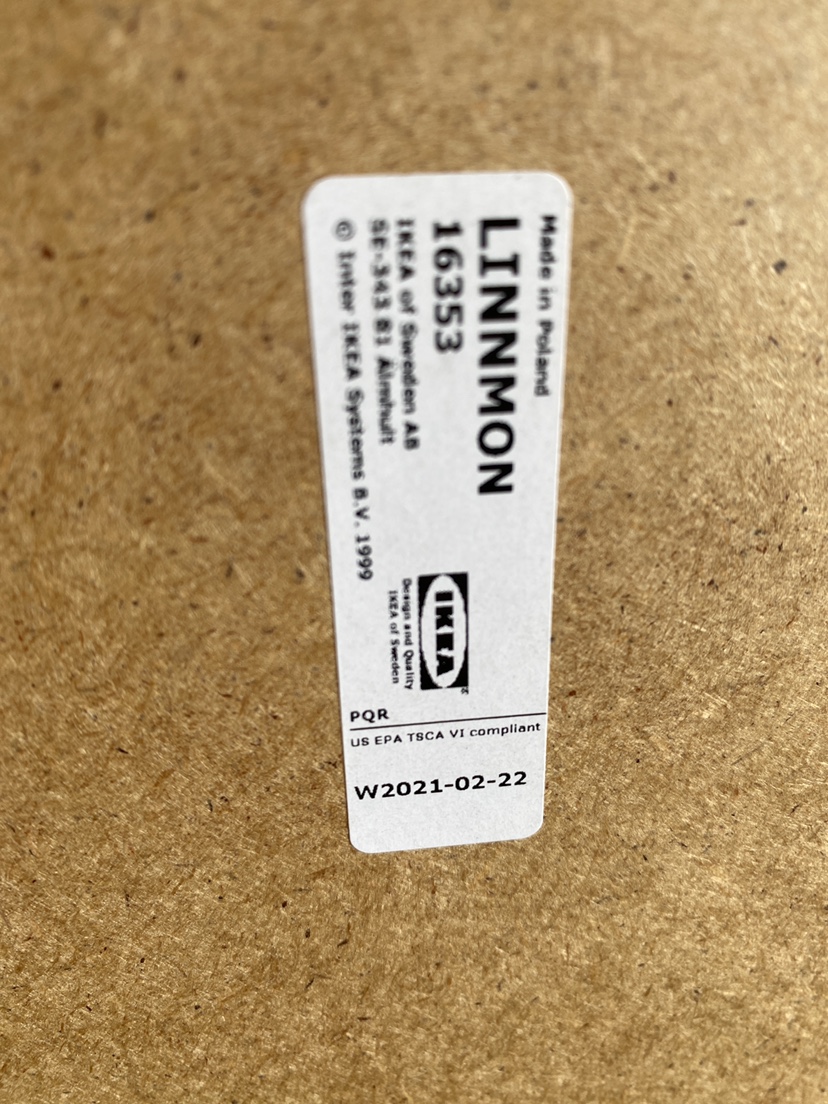 Made in Poland
LINNMON
16353
IKEA of Sweden AB
SE-343 81 Älmhult
© Inter IKEA Systems B.V. 1999
IKEA®
Design and Quality
IKEA of Sweden
PQR
US EPA TSCA VI compliant
W2021-02-22